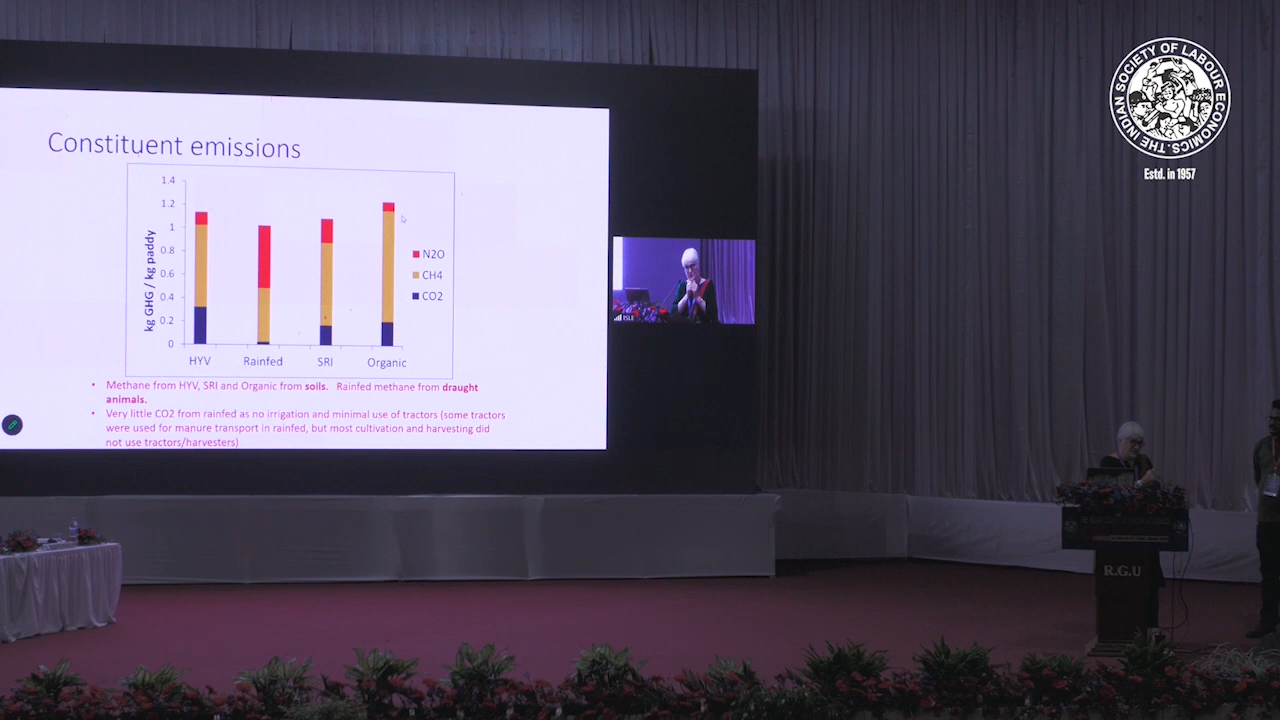 Constituent emissions
1.4
1.2
1
0.8
0.6
0.4
0.2
0
kg GHG / kg paddy
N2O
CH4
CO2
HYV
Rainfed
SRI
Organic
• Methane from HYV, SRI and Organic from soils. Rainfed methane from draught
animals.
• Very little CO2 from rainfed as no irrigation and minimal use of tractors (some tractors
were used for manure transport in rainfed, but most cultivation and harvesting did
not use tractors/harvesters)
ISLE
THE INDIAN SOCIETY OF LABOUR ECONOMICS.
Estd. in 1957
R.G.U